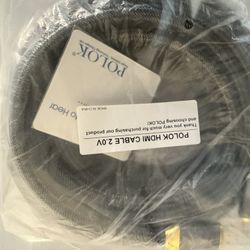 POLOK HDMI CABLE 2.0V
Thank you very much for purchasing our product
and choosing POLOK!
MADE IN CHINA
POLOK